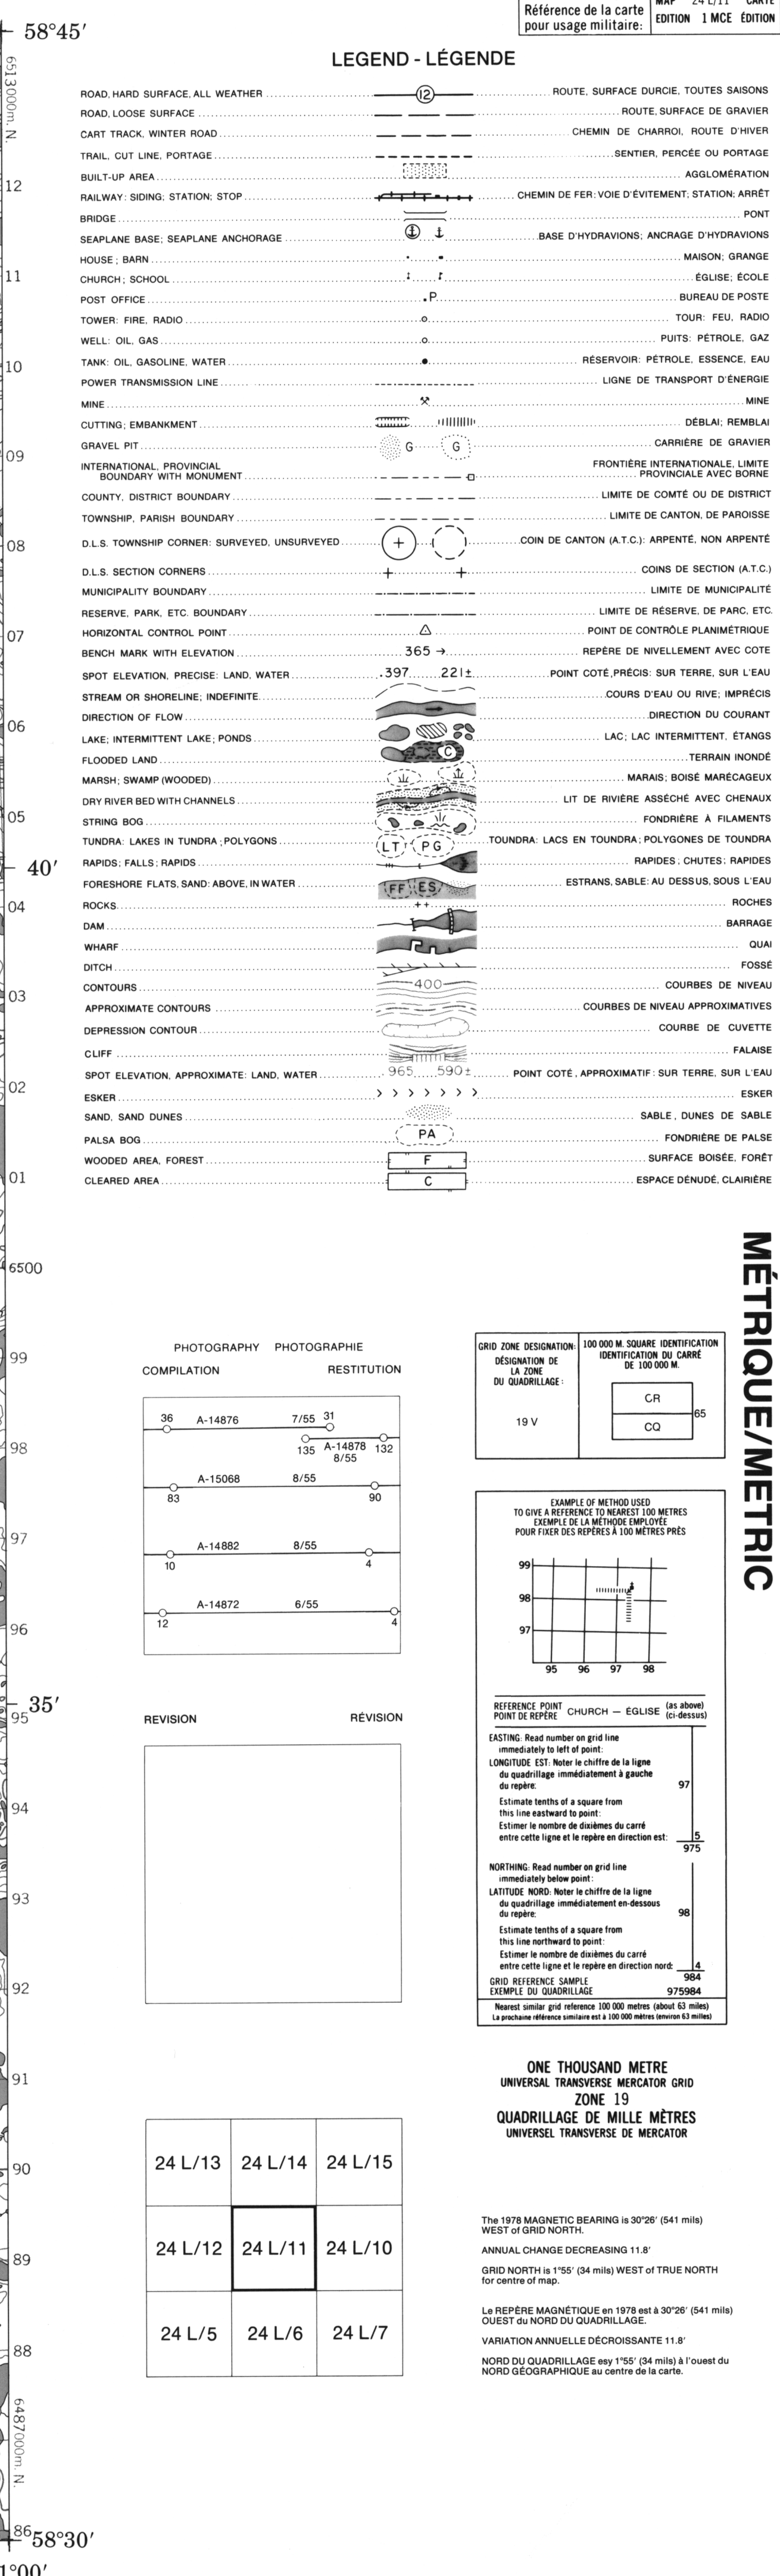 Référence de la carte
pour usage militaire:
MAP 24 L/11 CARTE
EDITION 1 MCE ÉDITION
58°45′
6513000m. N.
12
11
10
09
08
07
06
05
40′
04
03
02
01
6500
99
98
97
96
35′
95
94
93
92
91
90
89
88
6487000m. N.
86
58°30′
1°00′
LEGEND - LÉGENDE
ROAD, HARD SURFACE, ALL WEATHER 12 ROUTE, SURFACE DURCIE, TOUTES SAISONS
ROAD, LOOSE SURFACE ROUTE, SURFACE DE GRAVIER
CART TRACK, WINTER ROAD CHEMIN DE CHARROI, ROUTE D'HIVER
TRAIL, CUT LINE, PORTAGE SENTIER, PERCÉE OU PORTAGE
BUILT-UP AREA AGGLOMÉRATION
RAILWAY: SIDING; STATION; STOP CHEMIN DE FER: VOIE D'ÉVITEMENT; STATION; ARRÊT
BRIDGE PONT
SEAPLANE BASE; SEAPLANE ANCHORAGE BASE D'HYDRAVIONS; ANCRAGE D'HYDRAVIONS
HOUSE; BARN MAISON; GRANGE
CHURCH; SCHOOL ÉGLISE; ÉCOLE
POST OFFICE P BUREAU DE POSTE
TOWER: FIRE, RADIO TOUR: FEU, RADIO
WELL: OIL, GAS PUITS: PÉTROLE, GAZ
TANK: OIL, GASOLINE, WATER RÉSERVOIR: PÉTROLE, ESSENCE, EAU
POWER TRANSMISSION LINE LIGNE DE TRANSPORT D'ÉNERGIE
MINE MINE
CUTTING; EMBANKMENT DÉBLAI; REMBLAI
GRAVEL PIT G G CARRIÈRE DE GRAVIER
INTERNATIONAL, PROVINCIAL FRONTIÈRE INTERNATIONALE, LIMITE
BOUNDARY WITH MONUMENT PROVINCIALE AVEC BORNE
COUNTY, DISTRICT BOUNDARY LIMITE DE COMTÉ OU DE DISTRICT
TOWNSHIP, PARISH BOUNDARY LIMITE DE CANTON, DE PAROISSE
D.L.S. TOWNSHIP CORNER: SURVEYED, UNSURVEYED COIN DE CANTON (A.T.C.): ARPENTÉ, NON ARPENTÉ
D.L.S. SECTION CORNERS COINS DE SECTION (A.T.C.)
MUNICIPALITY BOUNDARY LIMITE DE MUNICIPALITÉ
RESERVE, PARK, ETC. BOUNDARY LIMITE DE RÉSERVE, DE PARC, ETC.
HORIZONTAL CONTROL POINT POINT DE CONTRÔLE PLANIMÉTRIQUE
BENCH MARK WITH ELEVATION 365 → REPÈRE DE NIVELLEMENT AVEC COTE
SPOT ELEVATION, PRECISE: LAND, WATER .397 221± POINT COTÉ, PRÉCIS: SUR TERRE, SUR L'EAU
STREAM OR SHORELINE; INDEFINITE COURS D'EAU OU RIVE; IMPRÉCIS
DIRECTION OF FLOW DIRECTION DU COURANT
LAKE; INTERMITTENT LAKE; PONDS LAC; LAC INTERMITTENT, ÉTANGS
FLOODED LAND C TERRAIN INONDÉ
MARSH; SWAMP (WOODED) MARAIS; BOISÉ MARÉCAGEUX
DRY RIVER BED WITH CHANNELS LIT DE RIVIÈRE ASSÉCHÉ AVEC CHENAUX
STRING BOG FONDRIÈRE À FILAMENTS
TUNDRA: LAKES IN TUNDRA; POLYGONS LT PG TOUNDRA: LACS EN TOUNDRA; POLYGONES DE TOUNDRA
RAPIDS; FALLS; RAPIDS RAPIDES; CHUTES; RAPIDES
FORESHORE FLATS, SAND: ABOVE, IN WATER FF ES ESTRANS, SABLE: AU DESSUS, SOUS L'EAU
ROCKS ++ ROCHES
DAM BARRAGE
WHARF QUAI
DITCH FOSSÉ
CONTOURS 400 COURBES DE NIVEAU
APPROXIMATE CONTOURS COURBES DE NIVEAU APPROXIMATIVES
DEPRESSION CONTOUR COURBE DE CUVETTE
CLIFF FALAISE
SPOT ELEVATION, APPROXIMATE: LAND, WATER .965 590± POINT COTÉ, APPROXIMATIF: SUR TERRE, SUR L'EAU
ESKER > > > > > > > ESKER
SAND, SAND DUNES SABLE, DUNES DE SABLE
PALSA BOG PA FONDRIÈRE DE PALSE
WOODED AREA, FOREST F SURFACE BOISÉE, FORÊT
CLEARED AREA C ESPACE DÉNUDÉ, CLAIRIÈRE
MÉTRIQUE/METRIC
PHOTOGRAPHY PHOTOGRAPHIE
COMPILATION RESTITUTION
36 A-14876 7/55 31
135 A-14878 132
8/55
A-15068 8/55
83 90
A-14882 8/55
10 4
A-14872 6/55
12 4
REVISION RÉVISION
24 L/13 24 L/14 24 L/15
24 L/12 24 L/11 24 L/10
24 L/5 24 L/6 24 L/7
GRID ZONE DESIGNATION:
DÉSIGNATION DE
LA ZONE
DU QUADRILLAGE:
19 V
100 000 M. SQUARE IDENTIFICATION
IDENTIFICATION DU CARRÉ
DE 100 000 M.
CR
65
CQ
EXAMPLE OF METHOD USED
TO GIVE A REFERENCE TO NEAREST 100 METRES
EXEMPLE DE LA MÉTHODE EMPLOYÉE
POUR FIXER DES REPÈRES À 100 MÈTRES PRÈS
99
98
97
95 96 97 98
REFERENCE POINT CHURCH — ÉGLISE (as above)
POINT DE REPÈRE (ci-dessus)
EASTING: Read number on grid line
immediately to left of point:
LONGITUDE EST: Noter le chiffre de la ligne
du quadrillage immédiatement à gauche
du repère: 97
Estimate tenths of a square from
this line eastward to point:
Estimer le nombre de dixièmes du carré
entre cette ligne et le repère en direction est: 5
975
NORTHING: Read number on grid line
immediately below point:
LATITUDE NORD: Noter le chiffre de la ligne
du quadrillage immédiatement en-dessous
du repère: 98
Estimate tenths of a square from
this line northward to point:
Estimer le nombre de dixièmes du carré
entre cette ligne et le repère en direction nord: 4
984
GRID REFERENCE SAMPLE
EXEMPLE DU QUADRILLAGE 975984
Nearest similar grid reference 100 000 metres (about 63 miles)
La prochaine référence similaire est à 100 000 mètres (environ 63 milles)
ONE THOUSAND METRE
UNIVERSAL TRANSVERSE MERCATOR GRID
ZONE 19
QUADRILLAGE DE MILLE MÈTRES
UNIVERSEL TRANSVERSE DE MERCATOR
The 1978 MAGNETIC BEARING is 30°26′ (541 mils)
WEST of GRID NORTH.
ANNUAL CHANGE DECREASING 11.8′
GRID NORTH is 1°55′ (34 mils) WEST of TRUE NORTH
for centre of map.
Le REPÈRE MAGNÉTIQUE en 1978 est à 30°26′ (541 mils)
OUEST du NORD DU QUADRILLAGE.
VARIATION ANNUELLE DÉCROISSANTE 11.8′
NORD DU QUADRILLAGE esy 1°55′ (34 mils) à l'ouest du
NORD GÉOGRAPHIQUE au centre de la carte.